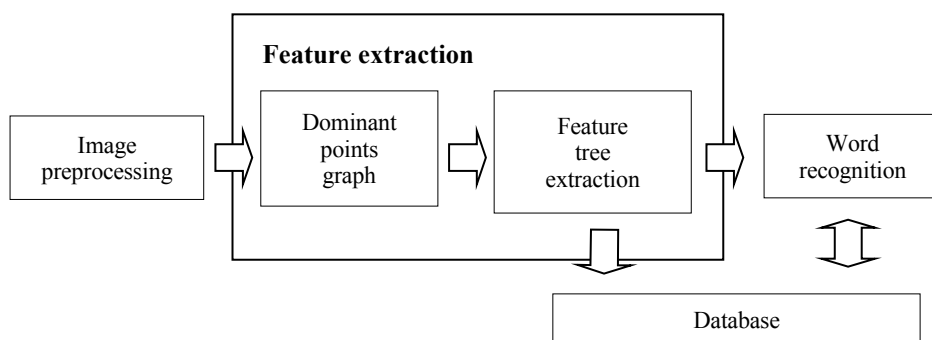 Feature extraction
Image
preprocessing
Dominant
points
graph
Feature
tree
extraction
Word
recognition
Database